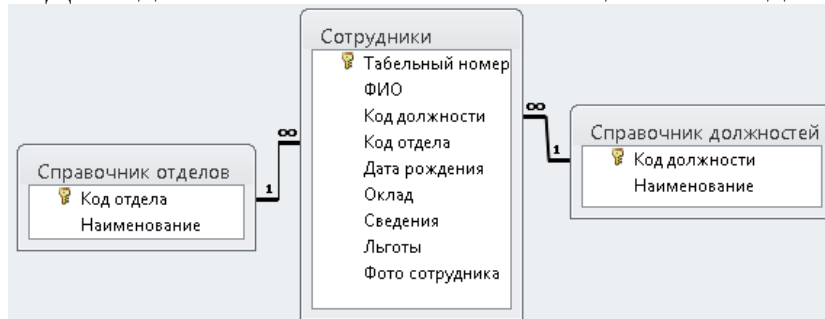 Сотрудники
Табельный номер
ФИО
Код должности
Код отдела
Дата рождения
Оклад
Сведения
Льготы
Фото сотрудника
∞
1
Справочник отделов
Код отдела
Наименование
∞
1
Справочник должностей
Код должности
Наименование